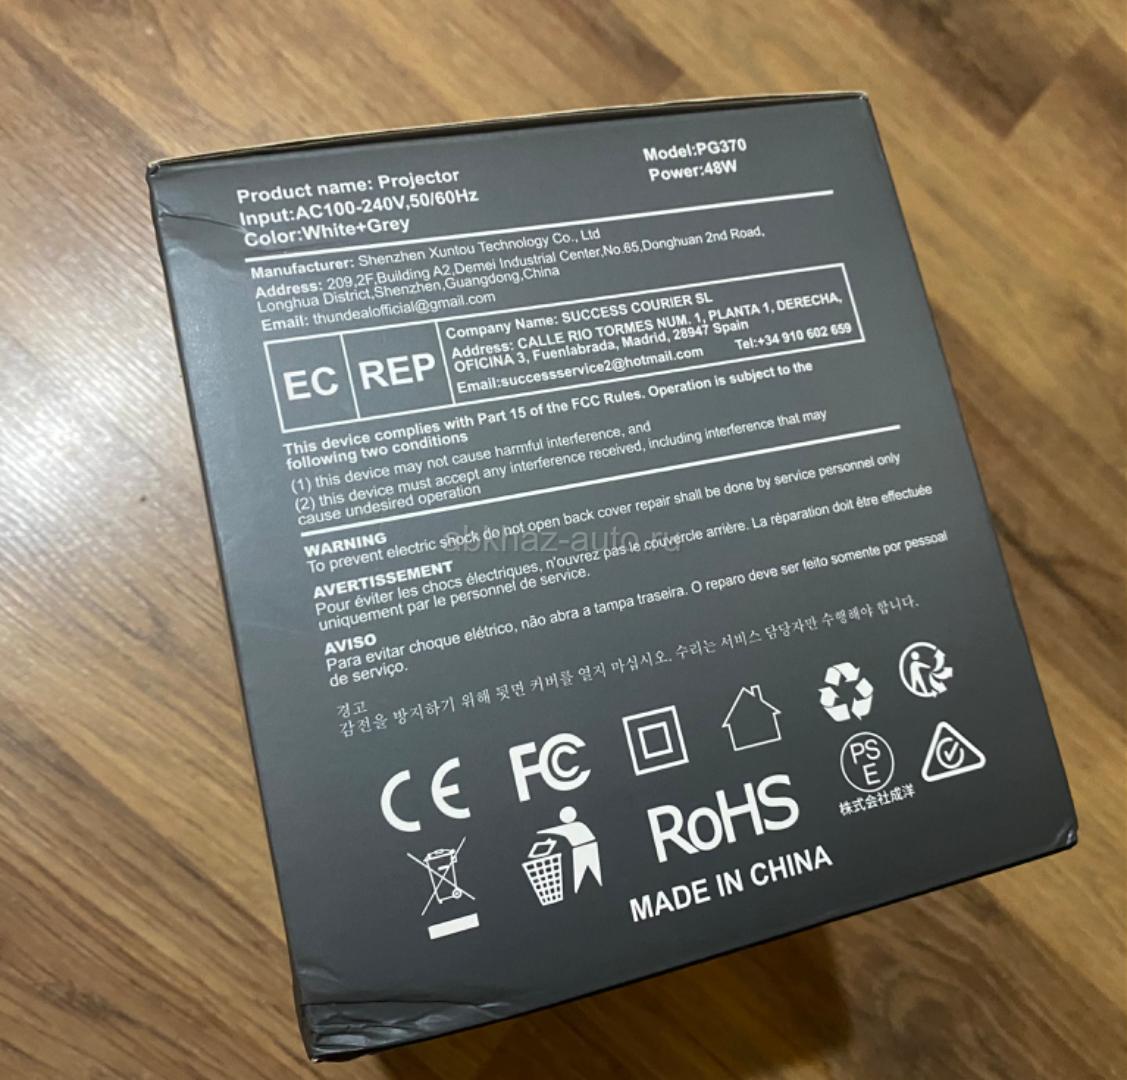 Product name: Projector
Model:PG370
Input:AC100-240V,50/60Hz
Power:48W
Color:White+Grey
Manufacturer: Shenzhen Xuntou Technology Co., Ltd
Address: 209,2F,Building A2,Demei Industrial Center,No.65,Donghuan 2nd Road,
Longhua District,Shenzhen,Guangdong,China
Email: thundealofficial@gmail.com
EC REP
Company Name: SUCCESS COURIER SL
Address: CALLE RIO TORMES NUM. 1, PLANTA 1, DERECHA,
OFICINA 3, Fuenlabrada, Madrid, 28947 Spain
Email:successservice2@hotmail.com Tel:+34 910 602 659
This device complies with Part 15 of the FCC Rules. Operation is subject to the
following two conditions
(1) this device may not cause harmful interference, and
(2) this device must accept any interference received, including interference that may
cause undesired operation
WARNING
To prevent electric shock do not open back cover repair shall be done by service personnel only
abkhaz-auto.ru
AVERTISSEMENT
Pour éviter les chocs électriques, n'ouvrez pas le couvercle arrière. La réparation doit être effectuée
uniquement par le personnel de service.
AVISO
Para evitar choque elétrico, não abra a tampa traseira. O reparo deve ser feito somente por pessoal
de serviço.
경고
감전을 방지하기 위해 뒷면 커버를 열지 마십시오. 수리는 서비스 담당자만 수행해야 합니다.
CE FC
PS
E
株式会社成洋
RoHS
MADE IN CHINA